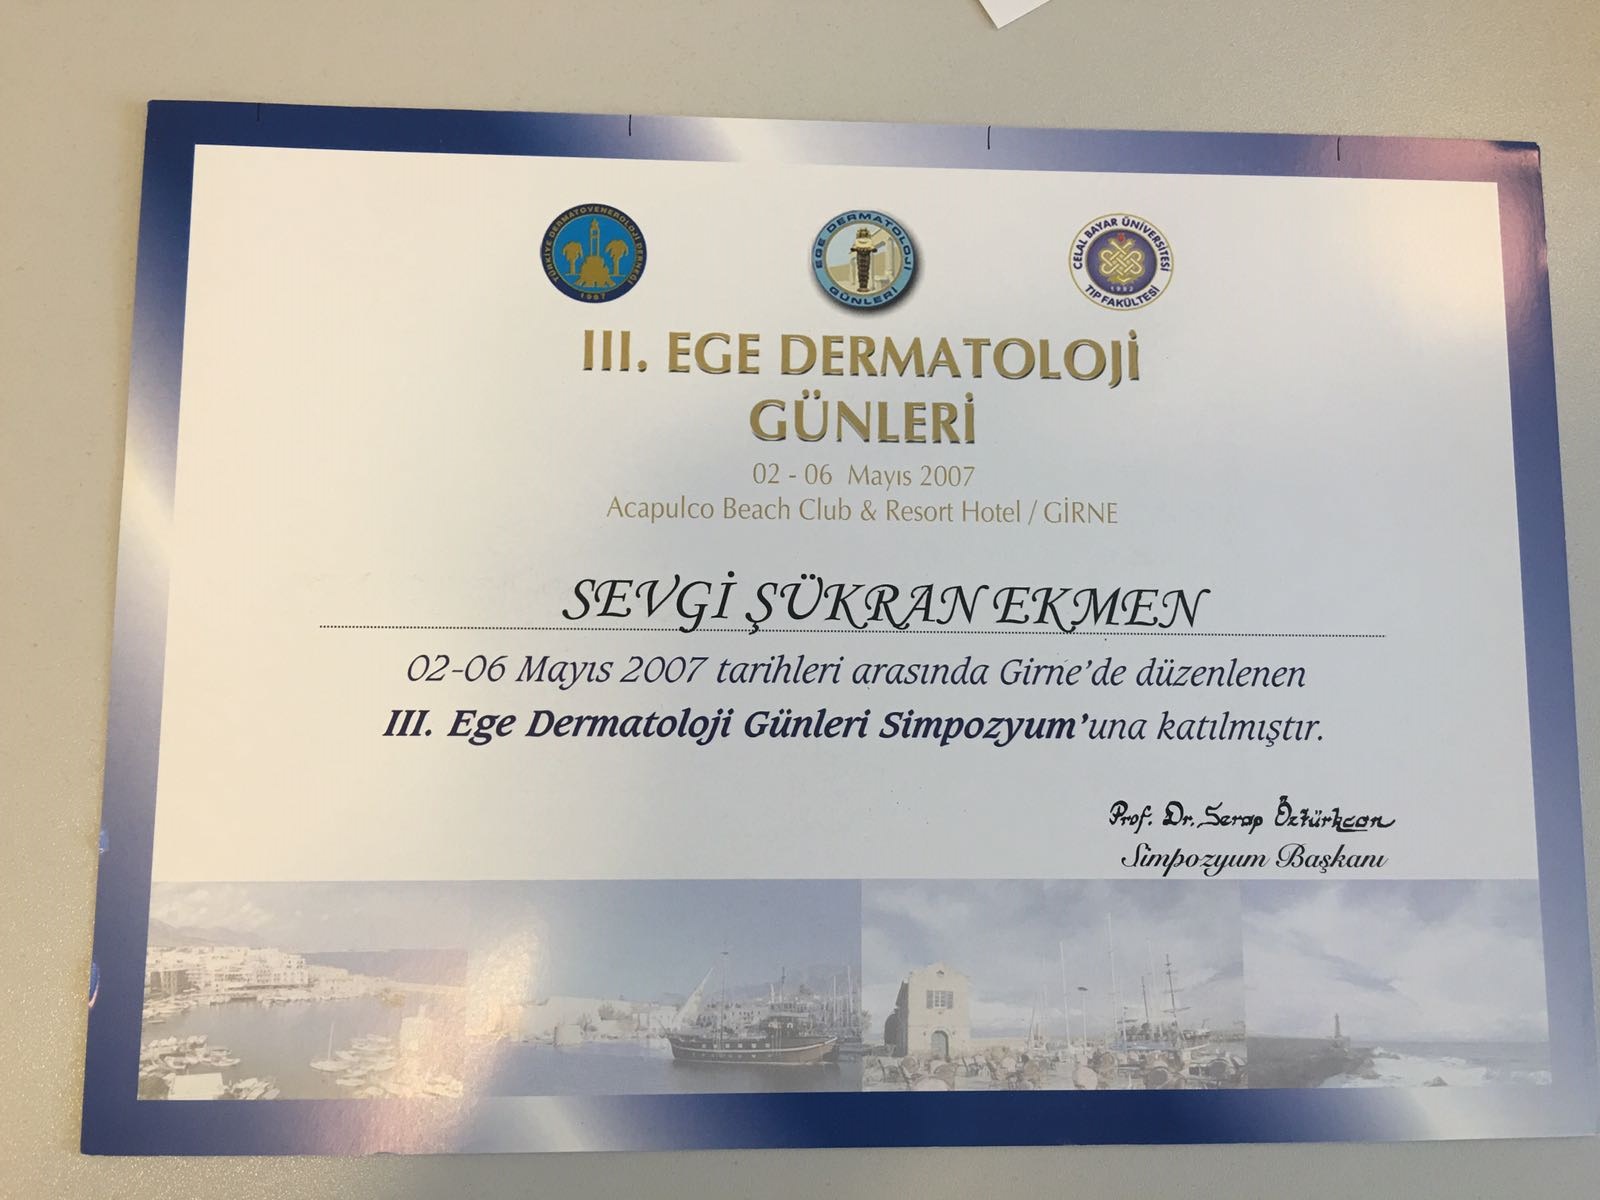 TÜRKİYE DERMATOVENEROLOJİ DERNEĞİ
EGE DERMATOLOJİ
GÜNLERİ
CELAL BAYAR ÜNİVERSİTESİ
1992
TIP FAKÜLTESİ
III. EGE DERMATOLOJİ
GÜNLERİ
02 - 06 Mayıs 2007
Acapulco Beach Club & Resort Hotel / GİRNE
SEVGİ ŞÜKRAN EKMEN
02-06 Mayıs 2007 tarihleri arasında Girne'de düzenlenen
III. Ege Dermatoloji Günleri Simpozyum'una katılmıştır.
Prof. Dr. Serap Öztürkcan
Simpozyum Başkanı